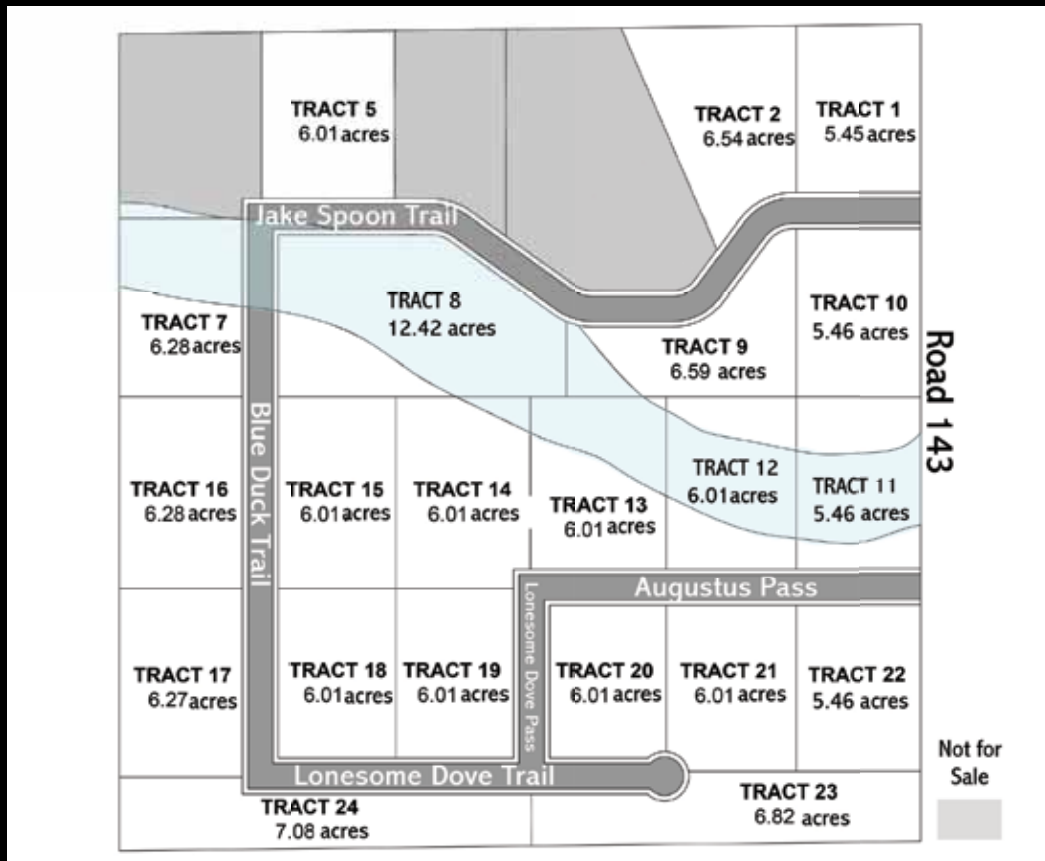 TRACT 5
6.01 acres
TRACT 2
6.54 acres
TRACT 1
5.45 acres
Jake Spoon Trail
TRACT 7
6.28 acres
TRACT 8
12.42 acres
TRACT 9
6.59 acres
TRACT 10
5.46 acres
Road 143
Blue Duck Trail
TRACT 16
6.28 acres
TRACT 15
6.01 acres
TRACT 14
6.01 acres
TRACT 13
6.01 acres
TRACT 12
6.01 acres
TRACT 11
5.46 acres
Augustus Pass
Lonesome Dove Pass
TRACT 17
6.27 acres
TRACT 18
6.01 acres
TRACT 19
6.01 acres
TRACT 20
6.01 acres
TRACT 21
6.01 acres
TRACT 22
5.46 acres
Lonesome Dove Trail
TRACT 24
7.08 acres
TRACT 23
6.82 acres
Not for
Sale